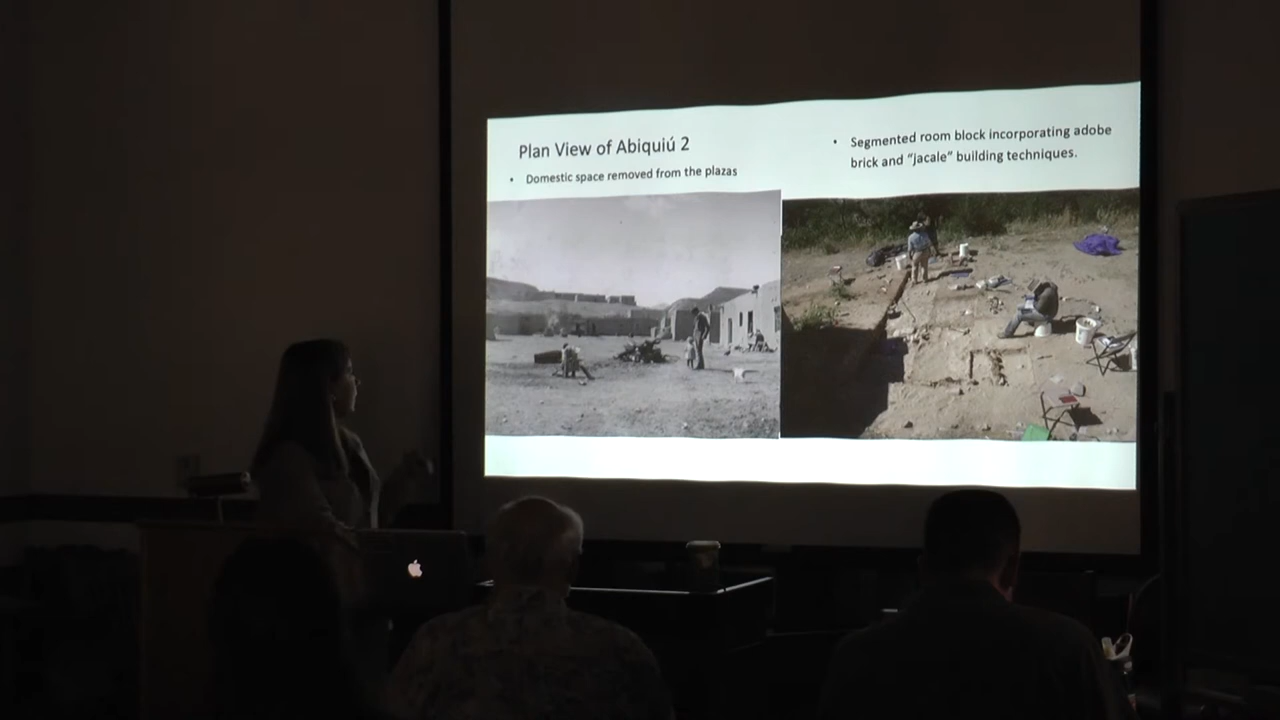 Plan View of Abiquiú 2
• Domestic space removed from the plazas
• Segmented room block incorporating adobe
brick and “jacale” building techniques.